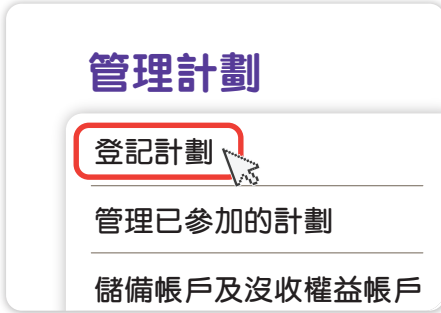 管理計劃
登記計劃
管理已參加的計劃
儲備帳戶及沒收權益帳戶